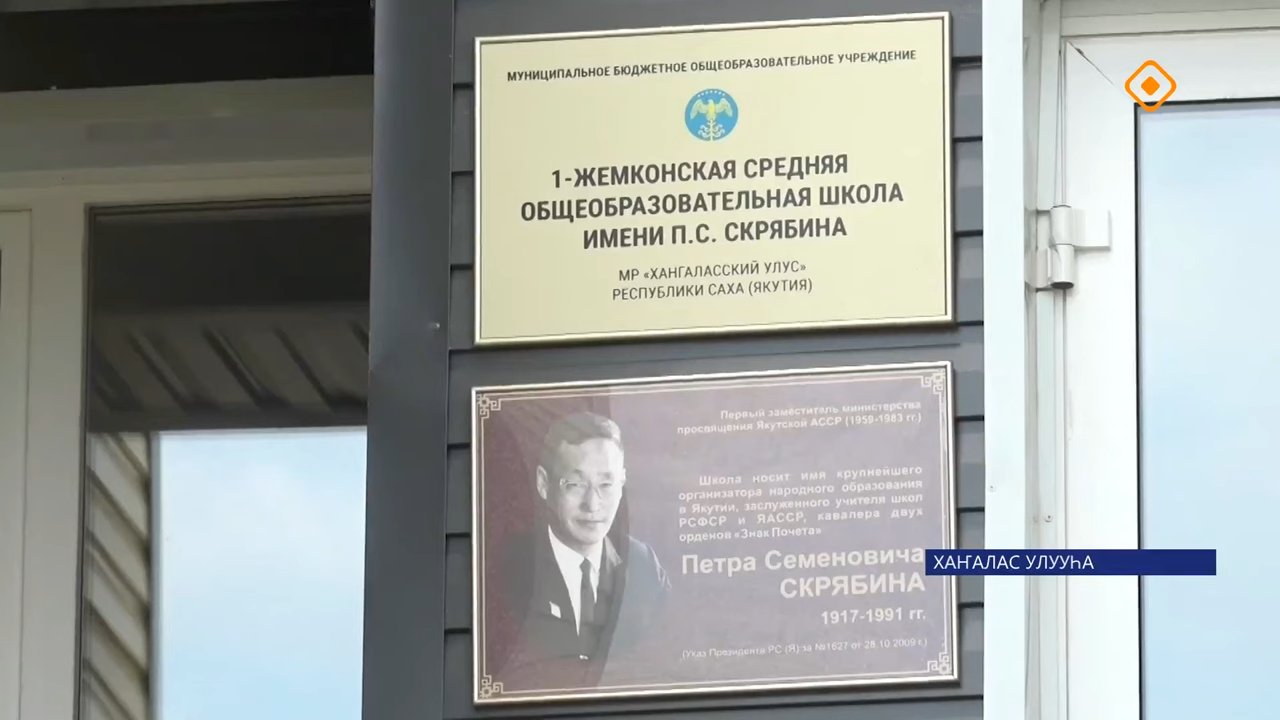 МУНИЦИПАЛЬНОЕ БЮДЖЕТНОЕ ОБЩЕОБРАЗОВАТЕЛЬНОЕ УЧРЕЖДЕНИЕ
1-ЖЕМКОНСКАЯ СРЕДНЯЯ
ОБЩЕОБРАЗОВАТЕЛЬНАЯ ШКОЛА
ИМЕНИ П.С. СКРЯБИНА
МР «ХАНГАЛАССКИЙ УЛУС»
РЕСПУБЛИКИ САХА (ЯКУТИЯ)
Первый заместитель министерства
просвящения Якутской АССР (1958-1983 гг.)
Школа носит имя крупнейшего
организатора народного образования
в Якутии, заслуженного учителя школ
РСФСР и ЯАССР, кавалера двух
орденов «Знак Почета»
Петра Семеновича
СКРЯБИНА
1917-1991 гг.
(Указ Президента РС (Я) за №1627 от 28.10 2009 г.)
ХАҤАЛАС УЛУУҺА